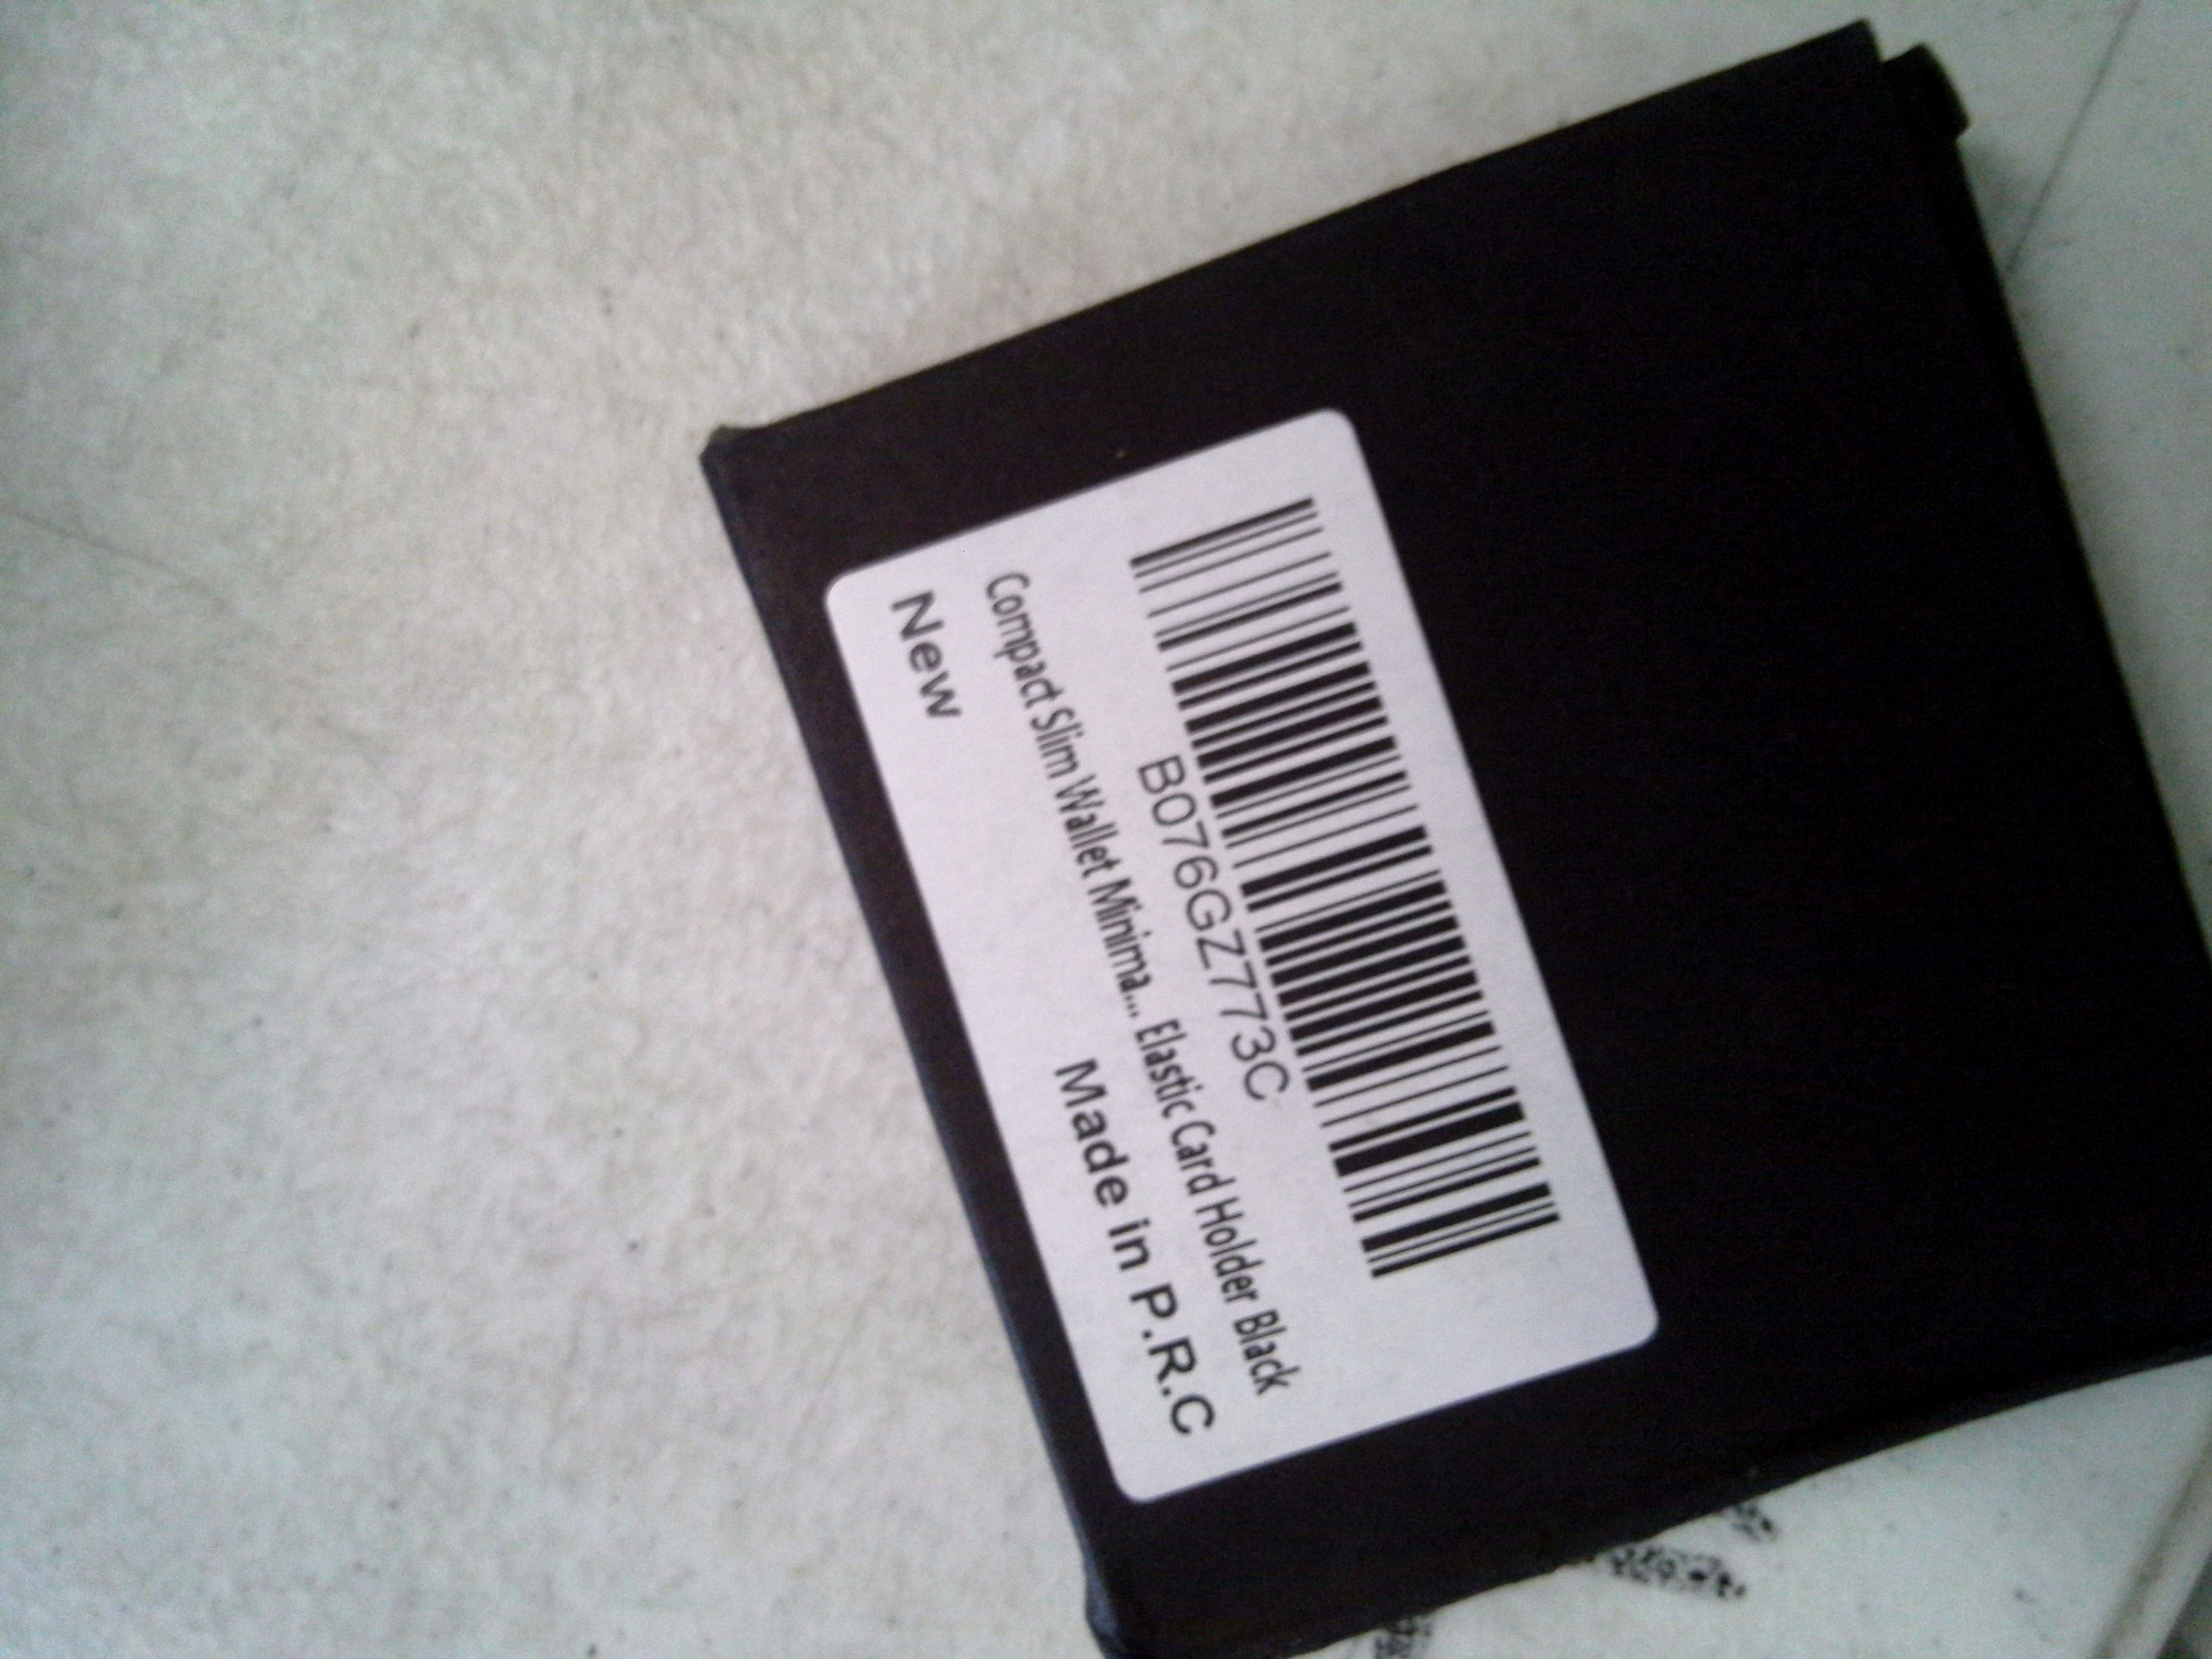 B076GZ773C
Compact Slim Wallet Minima... Elastic Card Holder Black
New
Made in P.R.C